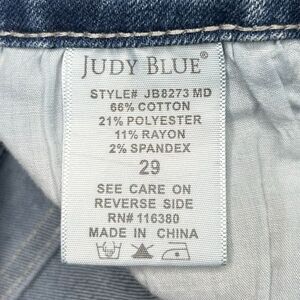 JUDY BLUE®
STYLE# JB8273 MD
66% COTTON
21% POLYESTER
11% RAYON
2% SPANDEX
29
SEE CARE ON
REVERSE SIDE
RN# 116380
MADE IN CHINA